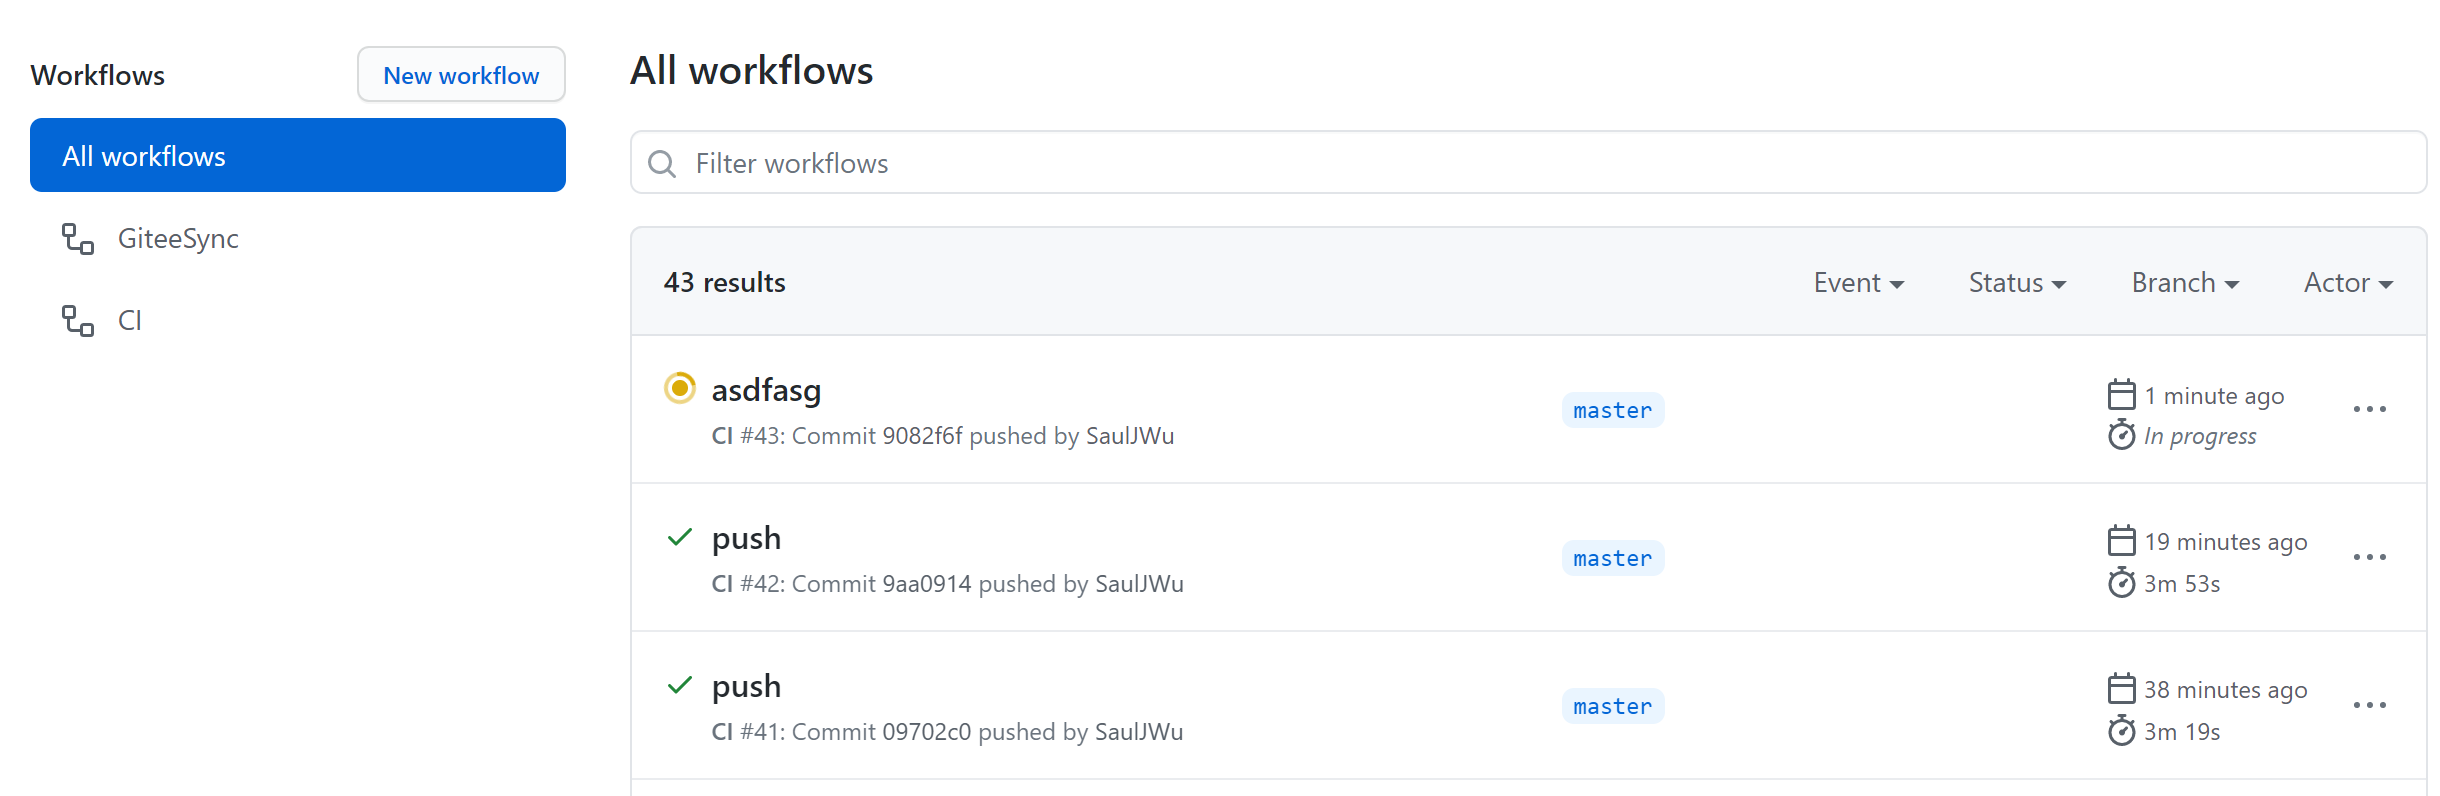 Workflows
New workflow
All workflows
GiteeSync
CI
All workflows
Filter workflows
43 results
Event
Status
Branch
Actor
asdfasg
CI #43: Commit 9082f6f pushed by SaulJWu
master
1 minute ago
In progress
push
CI #42: Commit 9aa0914 pushed by SaulJWu
master
19 minutes ago
3m 53s
push
CI #41: Commit 09702c0 pushed by SaulJWu
master
38 minutes ago
3m 19s